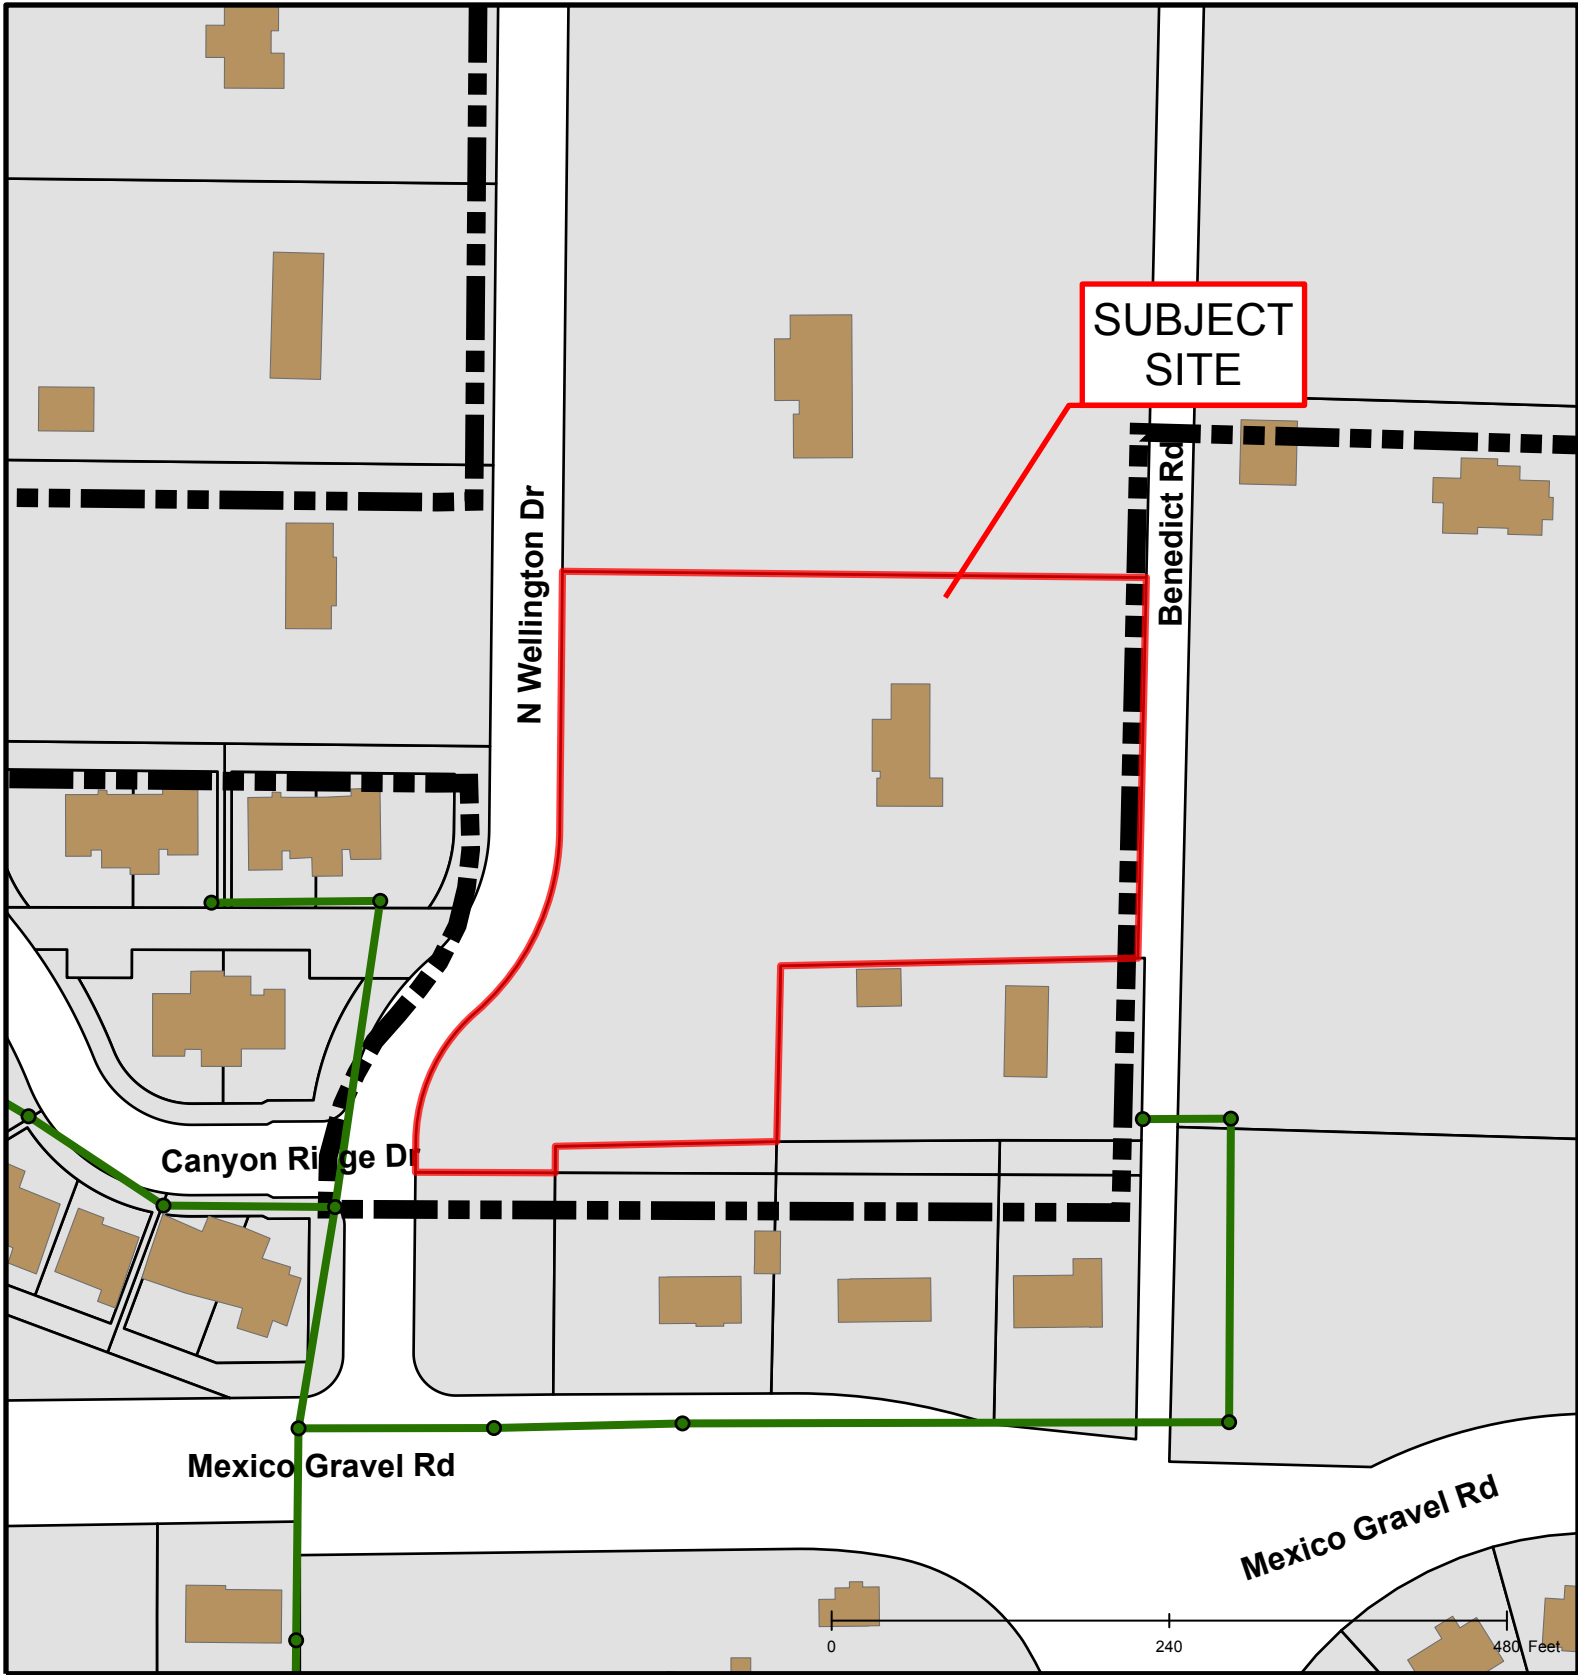 SUBJECT
SITE
Benedict Rd
N Wellington Dr
Canyon Ridge Dr
Mexico Gravel Rd
Mexico Gravel Rd
0 240 480 Feet